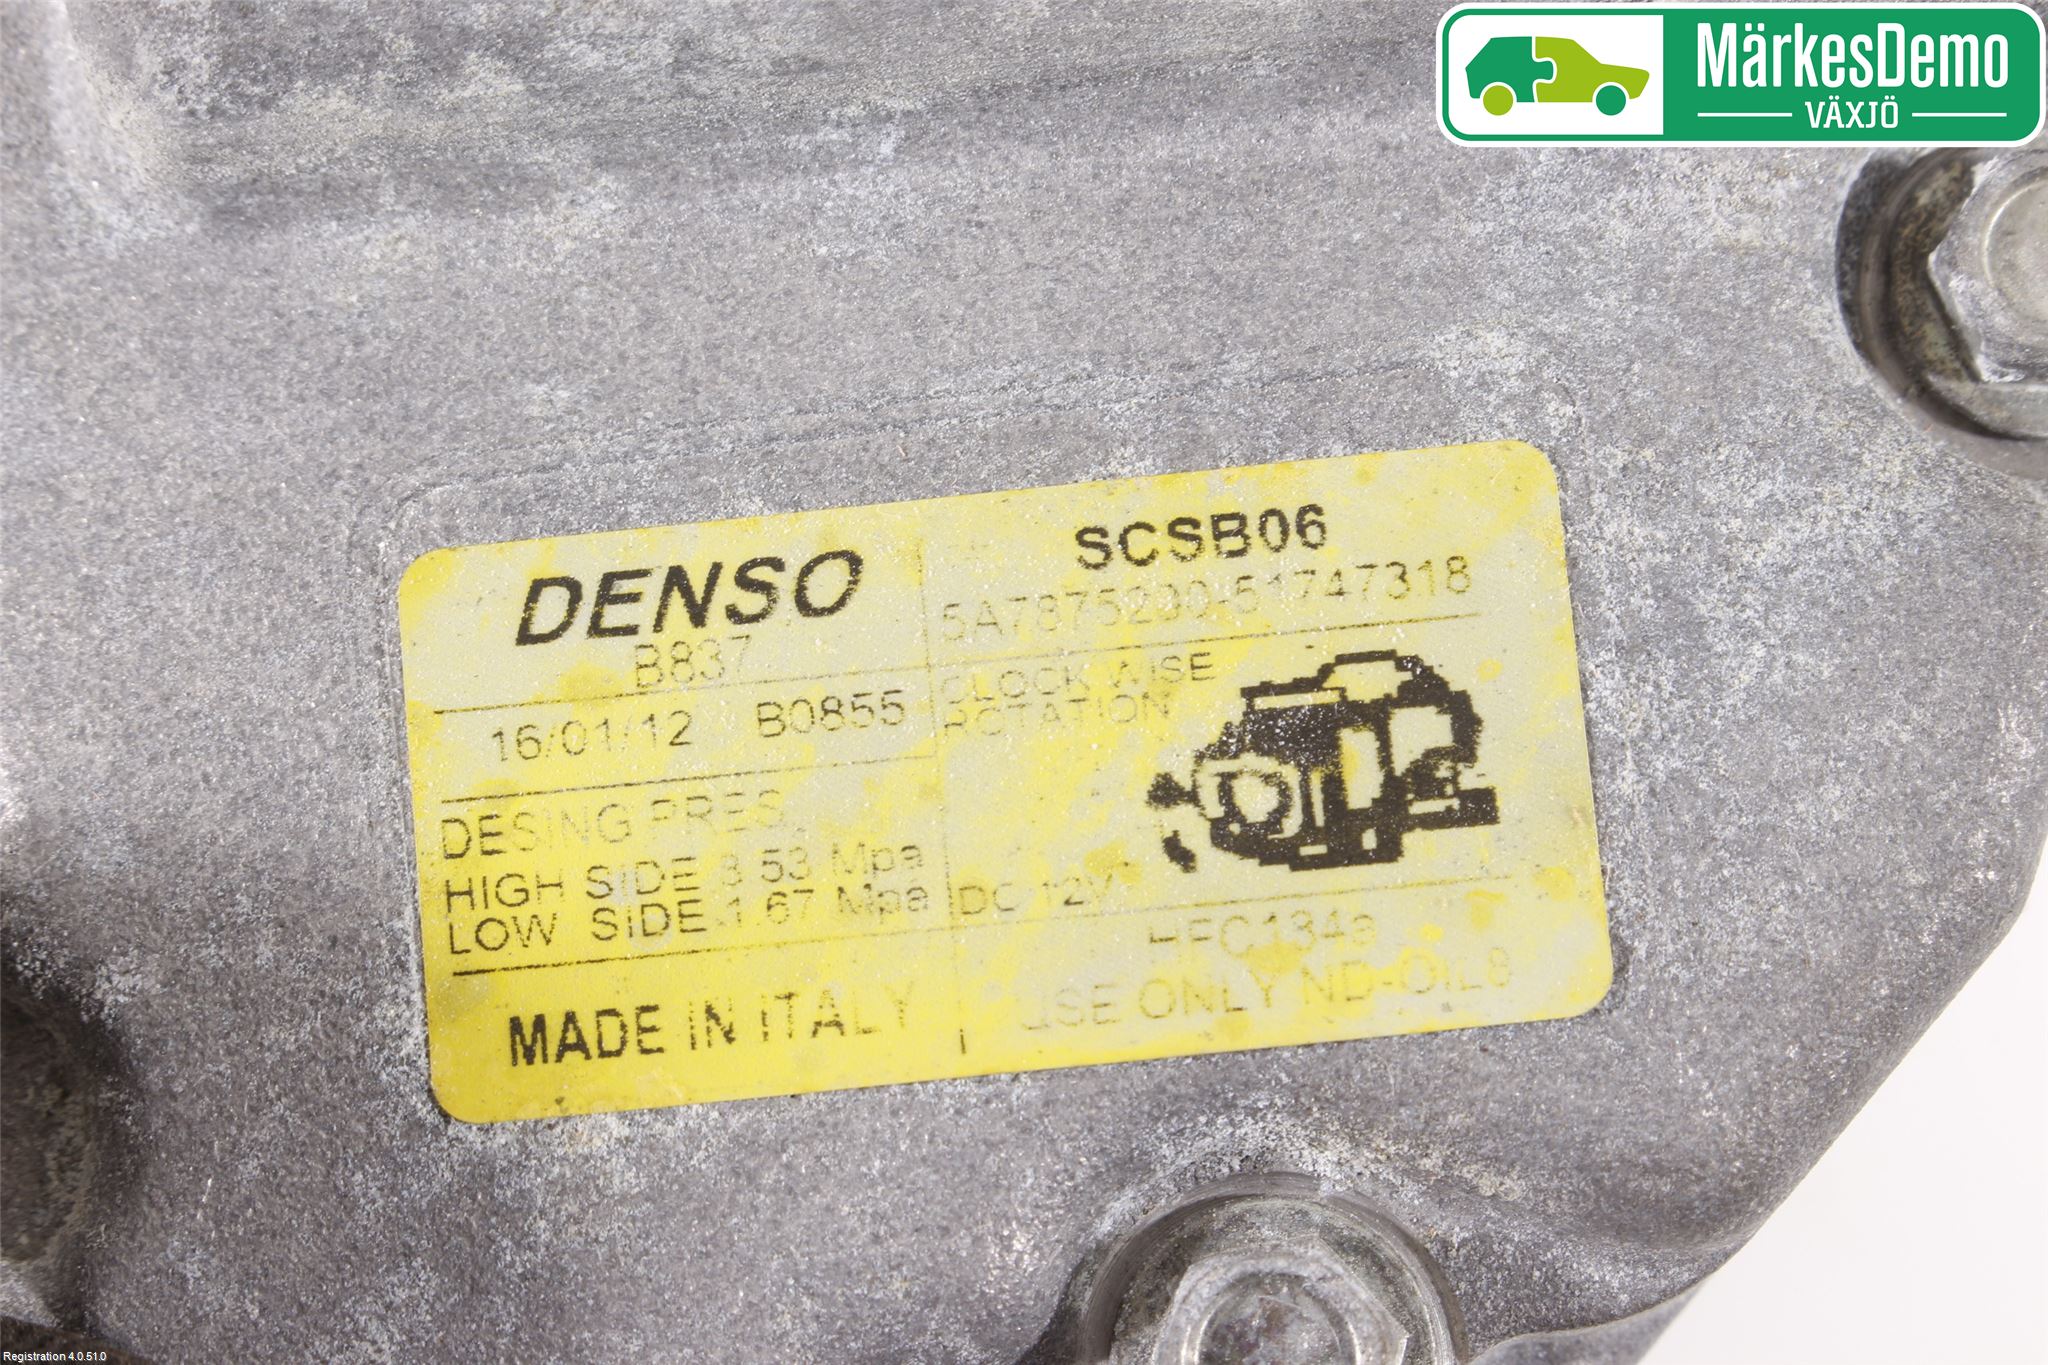 MärkesDemo
VÄXJÖ
DENSO
B837
16/01/12 B0855
DESING PRES
HIGH SIDE 3.53 Mpa
LOW SIDE 1.67 Mpa
MADE IN ITALY
SCSB06
5A7875290-51747318
CLOCK WISE
ROTATION
DC 12V
HFC134a
USE ONLY ND-OIL8
Registration 4.0.51.0